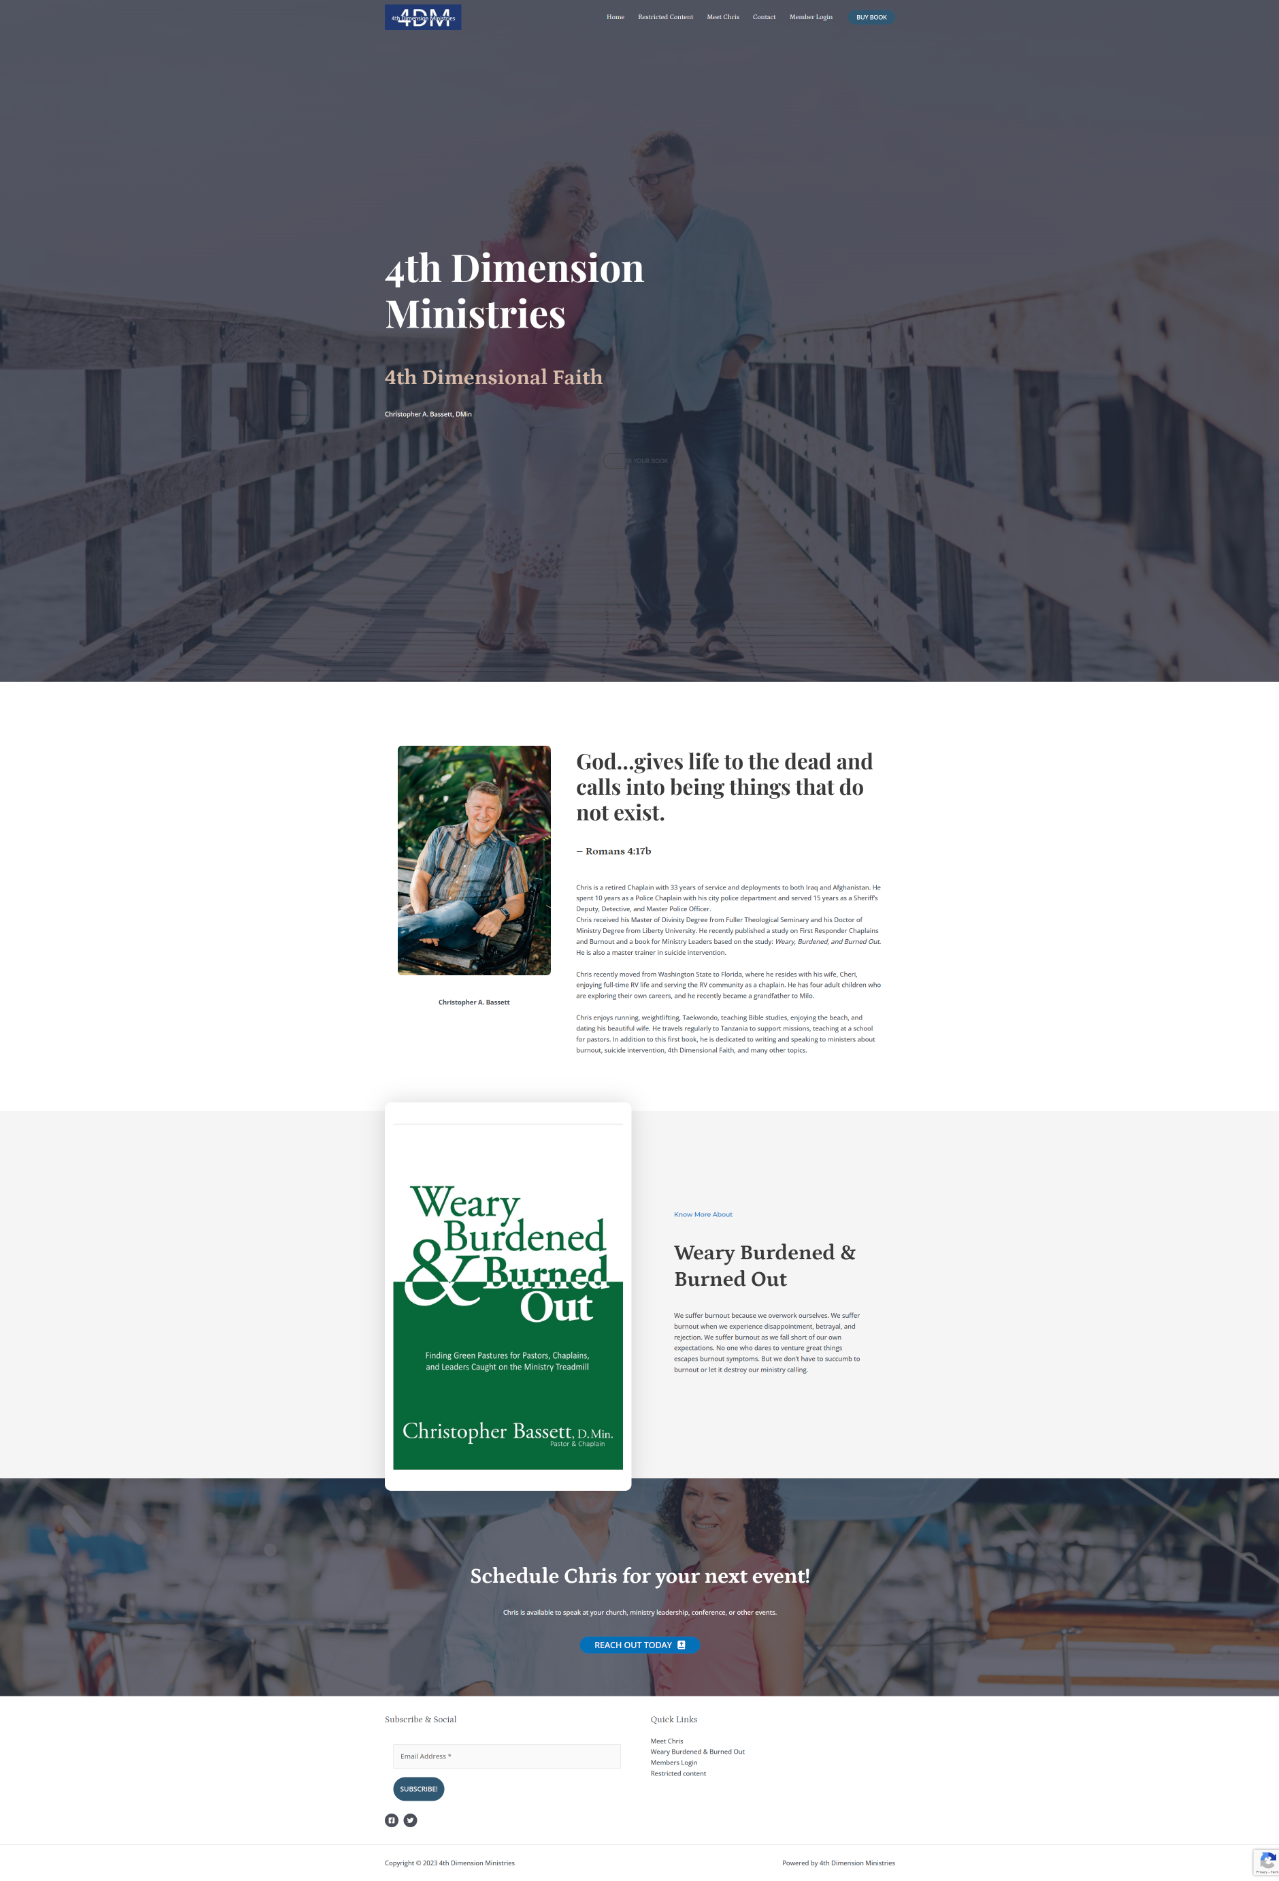 4DM
4th Dimension Ministries
Home Restricted Content Meet Chris Contact Member Login BUY BOOK
4th Dimension
Ministries
4th Dimensional Faith
Christopher A. Bassett, DMin
YOUR BOOK
God…gives life to the dead and
calls into being things that do
not exist.
– Romans 4:17b
Chris is a retired Chaplain with 33 years of service and deployments to both Iraq and Afghanistan. He
spent 10 years as a Police Chaplain with his city police department and served 15 years as a Sheriff's
Deputy, Detective, and Master Police Officer.
Chris received his Master of Divinity Degree from Fuller Theological Seminary and his Doctor of
Ministry Degree from Liberty University. He recently published a study on First Responder Chaplains
and Burnout and a book for Ministry Leaders based on the study: Weary, Burdened, and Burned Out.
He is also a master trainer in suicide intervention.
Chris recently moved from Washington State to Florida, where he resides with his wife, Cheri,
enjoying full-time RV life and serving the RV community as a chaplain. He has four adult children who
are exploring their own careers, and he recently became a grandfather to Milo.
Chris enjoys running, weightlifting, Taekwondo, teaching Bible studies, enjoying the beach, and
dating his beautiful wife. He travels regularly to Tanzania to support missions, teaching at a school
for pastors. In addition to this first book, he is dedicated to writing and speaking to ministers about
burnout, suicide intervention, 4th Dimensional Faith, and many other topics.
Christopher A. Bassett
Weary
Burdened
& Burned
Out
Finding Green Pastures for Pastors, Chaplains,
and Leaders Caught on the Ministry Treadmill
Christopher Bassett, D.Min.
Pastor & Chaplain
Know More About
Weary Burdened &
Burned Out
We suffer burnout because we overwork ourselves. We suffer
burnout when we experience disappointment, betrayal, and
rejection. We suffer burnout as we fall short of our own
expectations. No one who dares to venture great things
escapes burnout symptoms. But we don't have to succumb to
burnout or let it destroy our ministry calling.
Schedule Chris for your next event!
Chris is available to speak at your church, ministry leadership, conference, or other events.
REACH OUT TODAY
Subscribe & Social
Email Address *
SUBSCRIBE!
Quick Links
Meet Chris
Weary Burdened & Burned Out
Members Login
Restricted content
Copyright © 2023 4th Dimension Ministries
Powered by 4th Dimension Ministries